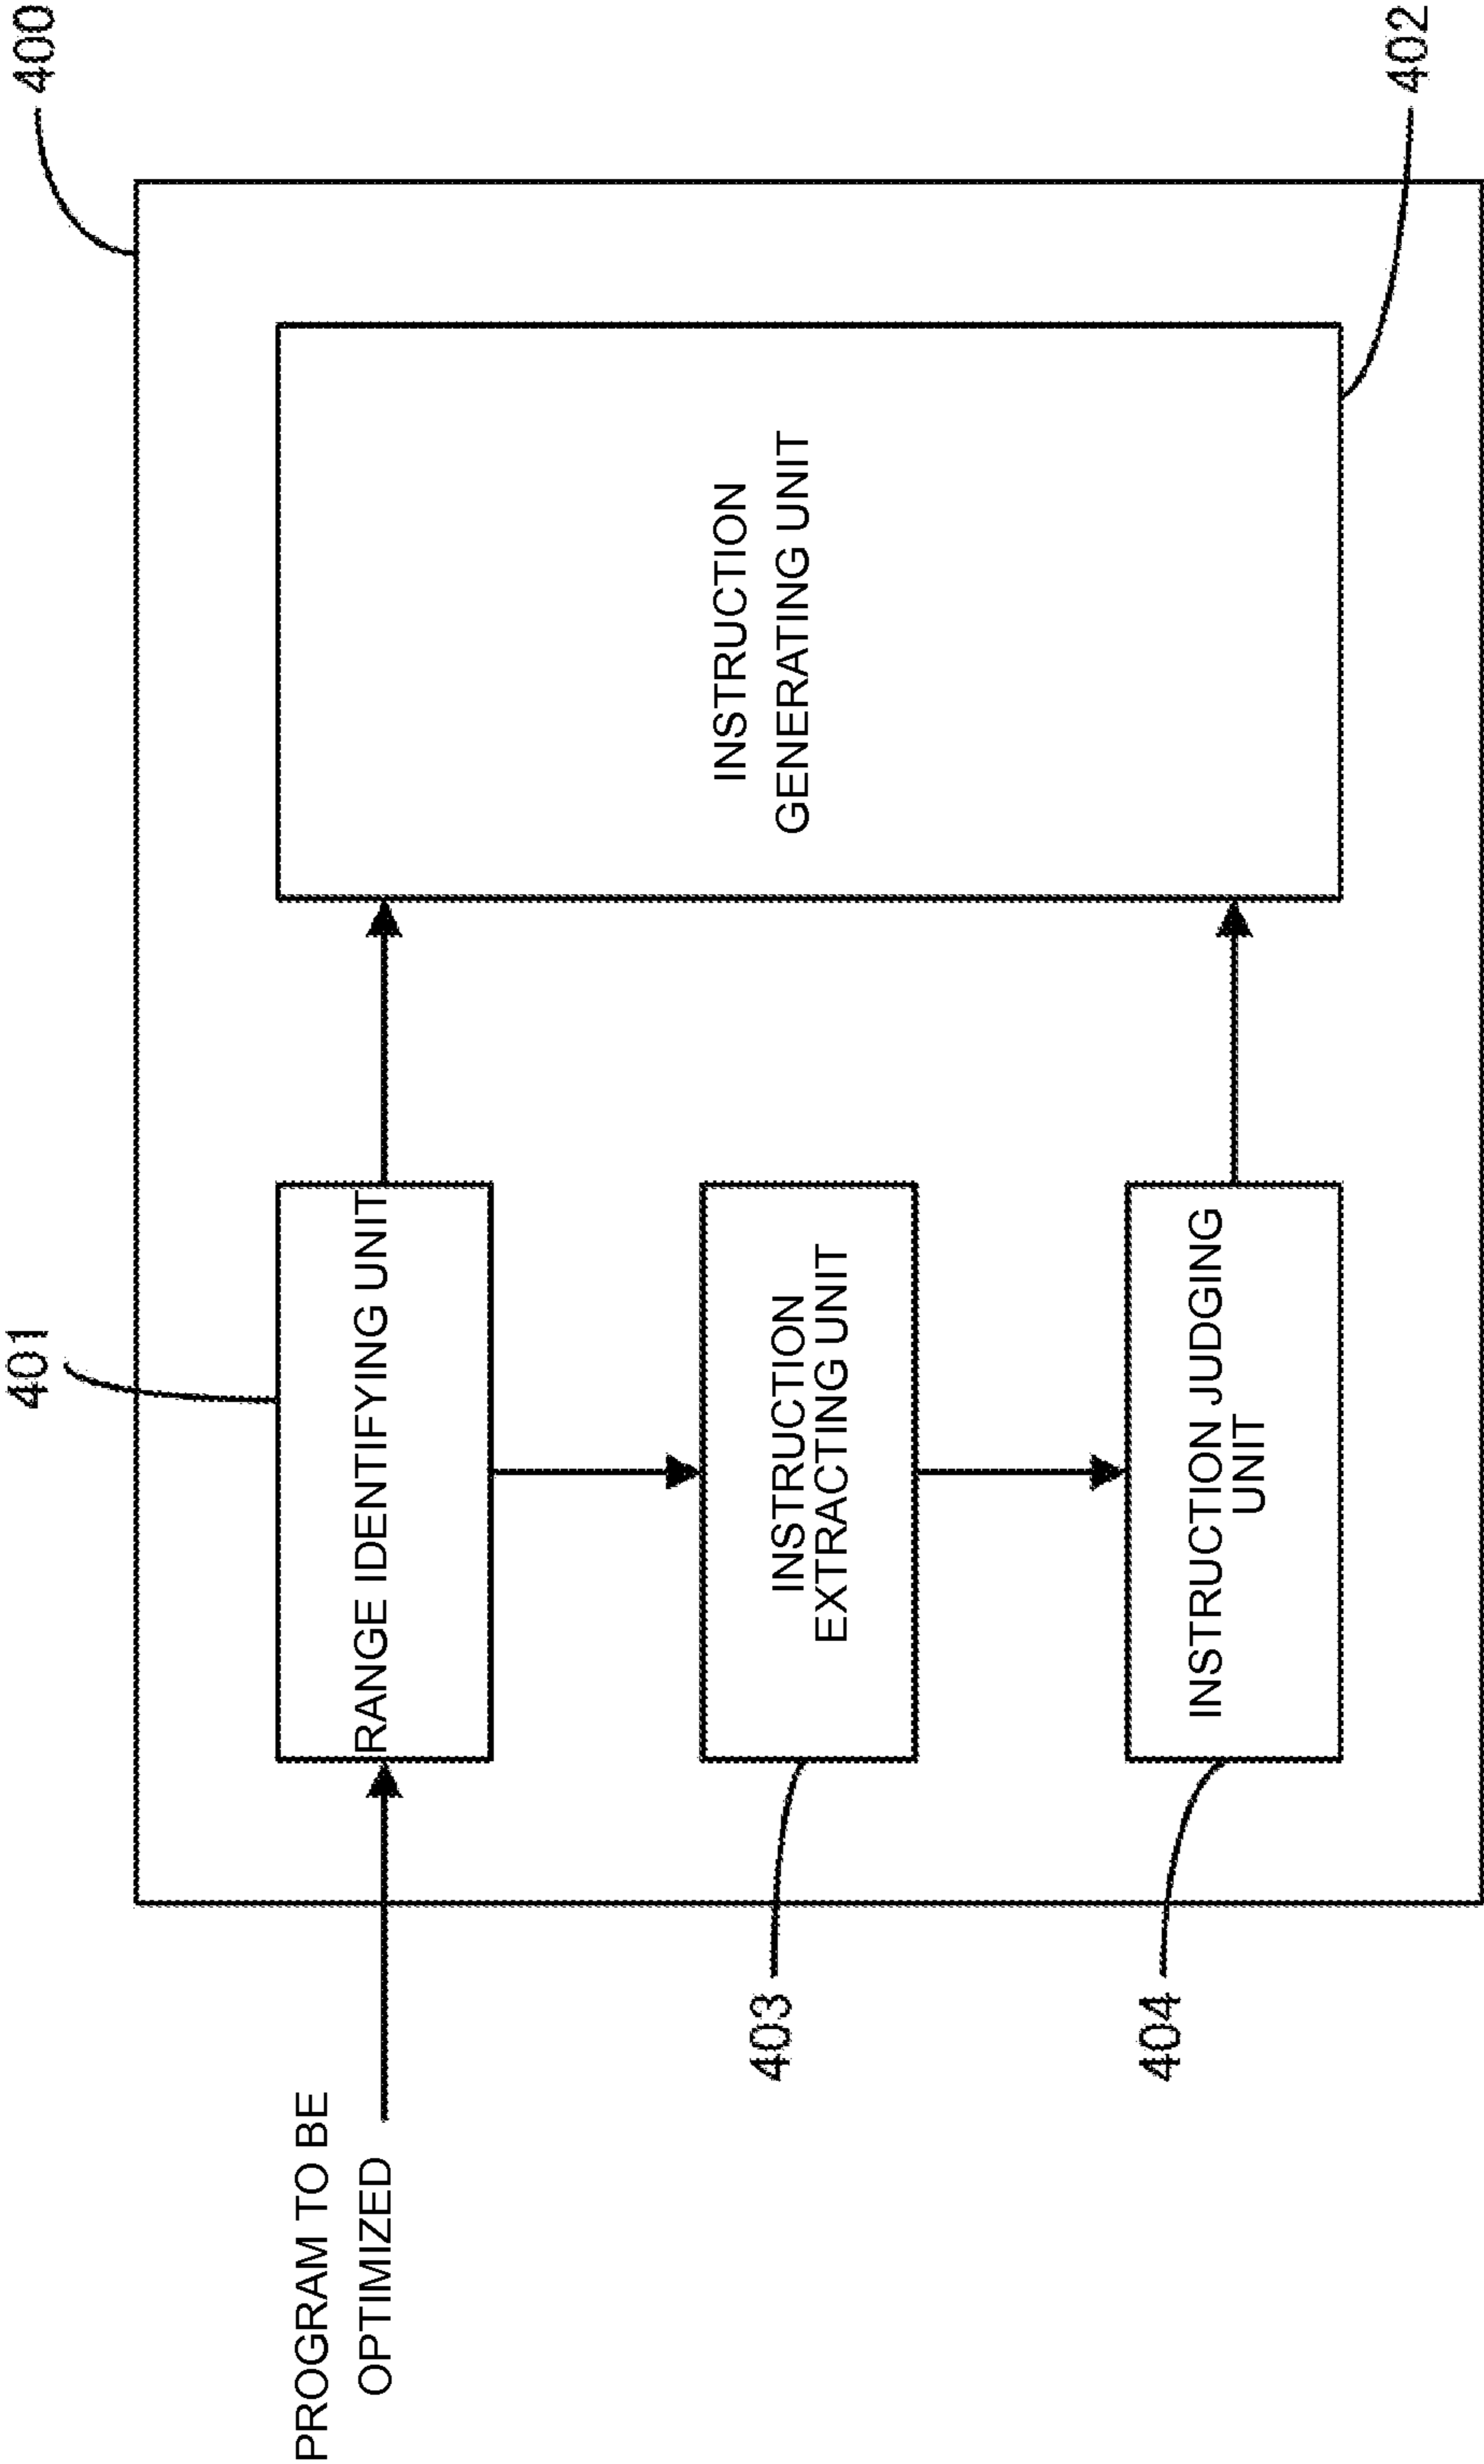 400
401
PROGRAM TO BE
OPTIMIZED
RANGE IDENTIFYING UNIT
INSTRUCTION
GENERATING UNIT
403
INSTRUCTION
EXTRACTING UNIT
404
INSTRUCTION JUDGING
UNIT
402